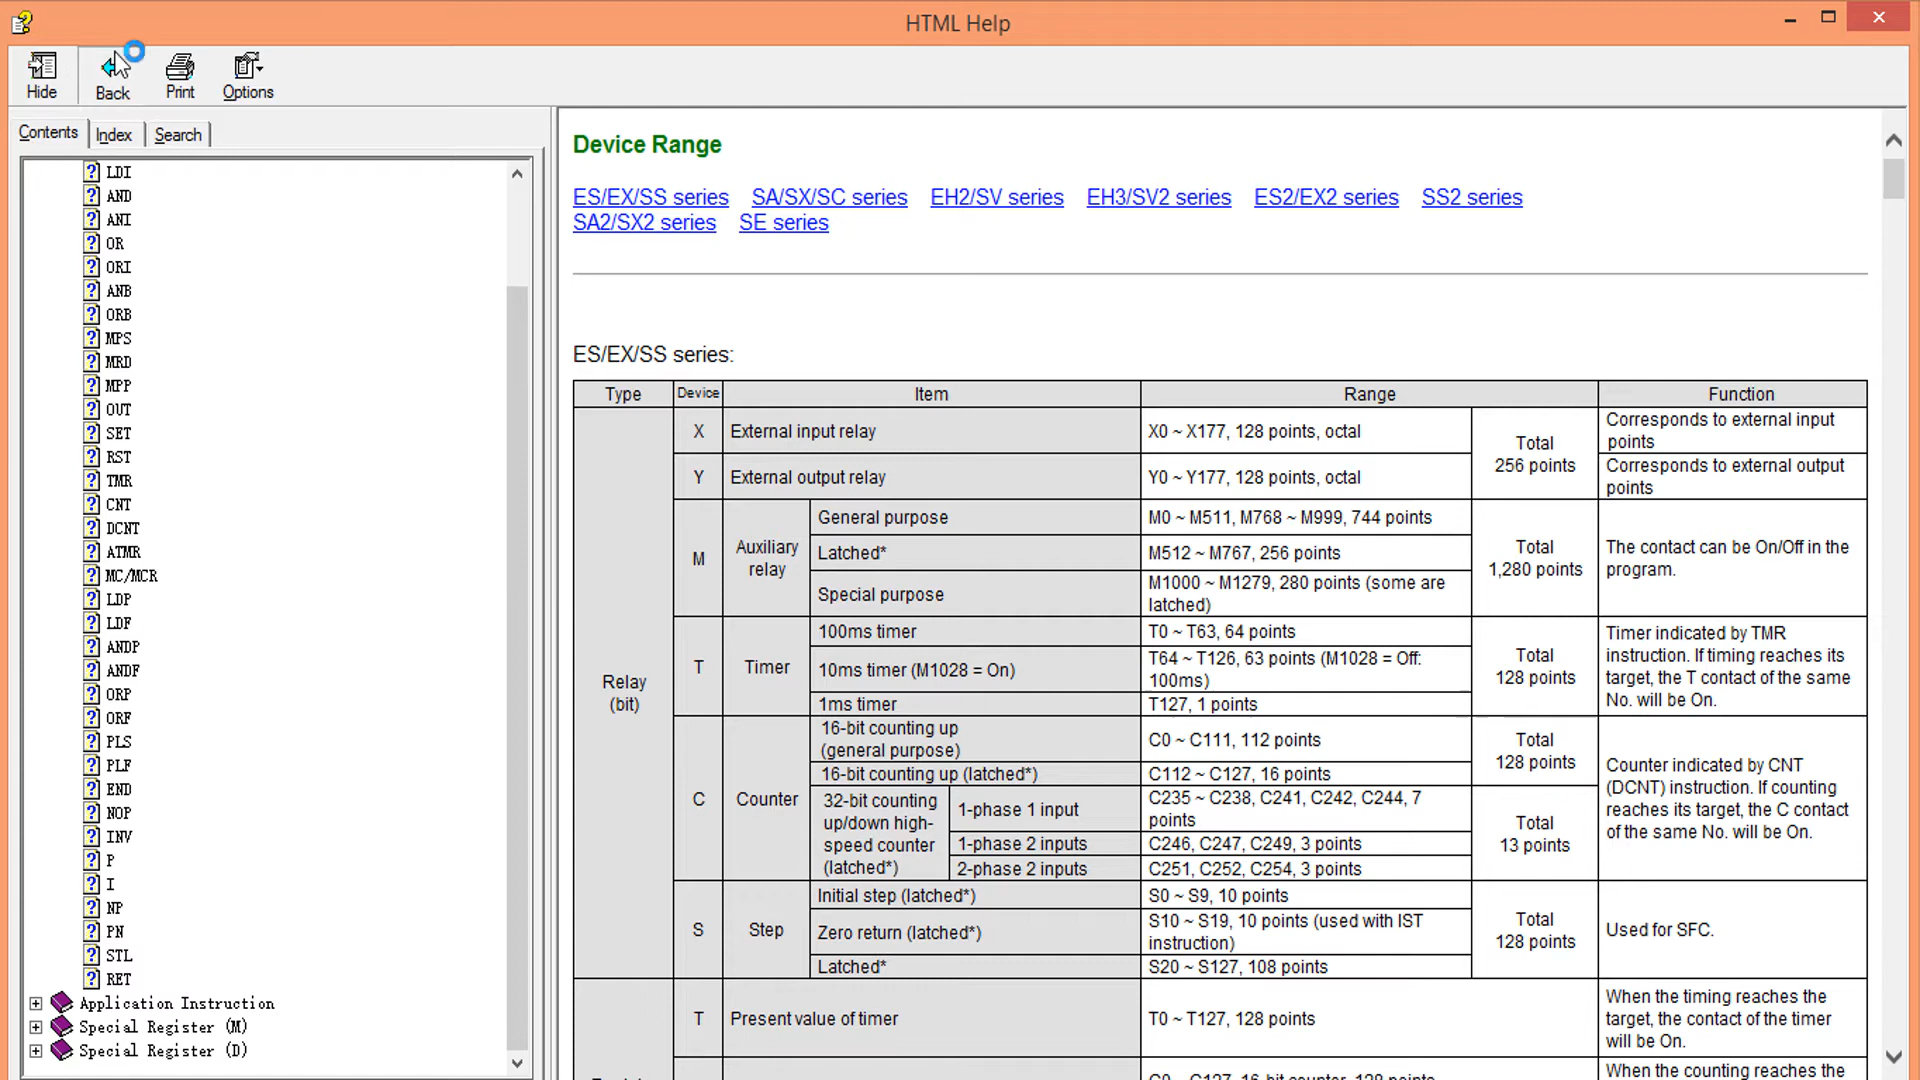 HTML Help
Hide
Back
Print
Options
Contents
Index
Search
LDI
AND
ANI
OR
ORI
ANB
ORB
MPS
MRD
MPP
OUT
SET
RST
TMR
CNT
DCNT
ATMR
MC/MCR
LDP
LDF
ANDP
ANDF
ORP
ORF
PLS
PLF
END
NOP
INV
P
I
NP
PN
STL
RET
Application Instruction
Special Register (M)
Special Register (D)
Device Range
ES/EX/SS series SA/SX/SC series EH2/SV series EH3/SV2 series ES2/EX2 series SS2 series
SA2/SX2 series SE series
ES/EX/SS series:
Type Device Item Range Function
Relay
(bit)
X External input relay X0 ~ X177, 128 points, octal
Total
256 points
Corresponds to external input
points
Y External output relay Y0 ~ Y177, 128 points, octal
Corresponds to external output
points
M
Auxiliary
relay
General purpose M0 ~ M511, M768 ~ M999, 744 points
Latched* M512 ~ M767, 256 points
Special purpose
M1000 ~ M1279, 280 points (some are
latched)
Total
1,280 points
The contact can be On/Off in the
program.
T
Timer
100ms timer T0 ~ T63, 64 points
10ms timer (M1028 = On)
T64 ~ T126, 63 points (M1028 = Off:
100ms)
1ms timer T127, 1 points
Total
128 points
Timer indicated by TMR
instruction. If timing reaches its
target, the T contact of the same
No. will be On.
C
Counter
16-bit counting up
(general purpose)
C0 ~ C111, 112 points
16-bit counting up (latched*) C112 ~ C127, 16 points
Total
128 points
32-bit counting
up/down high-
speed counter
(latched*)
1-phase 1 input
C235 ~ C238, C241, C242, C244, 7
points
1-phase 2 inputs C246, C247, C249, 3 points
2-phase 2 inputs C251, C252, C254, 3 points
Total
13 points
Counter indicated by CNT
(DCNT) instruction. If counting
reaches its target, the C contact
of the same No. will be On.
S
Step
Initial step (latched*) S0 ~ S9, 10 points
Zero return (latched*)
S10 ~ S19, 10 points (used with IST
instruction)
Latched* S20 ~ S127, 108 points
Total
128 points
Used for SFC.
T Present value of timer T0 ~ T127, 128 points
When the timing reaches the
target, the contact of the timer
will be On.
C0 ~ C127, 16-bit counter, 128 points
When the counting reaches the